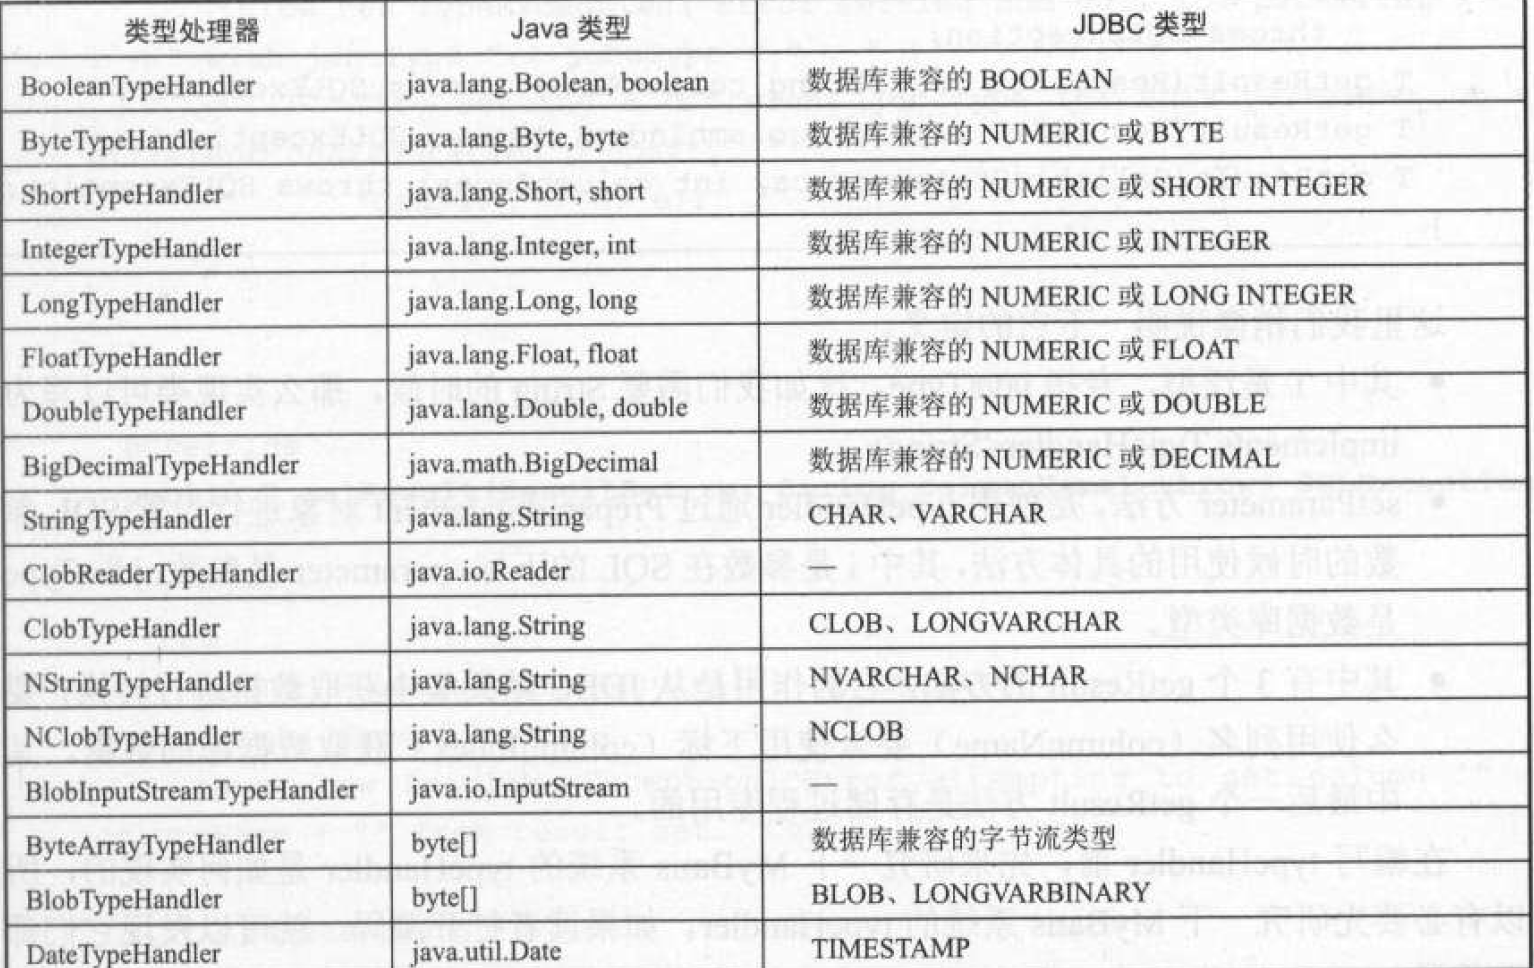 类型处理器 Java 类型 JDBC 类型
BooleanTypeHandler java.lang.Boolean, boolean 数据库兼容的 BOOLEAN
ByteTypeHandler java.lang.Byte, byte 数据库兼容的 NUMERIC 或 BYTE
ShortTypeHandler java.lang.Short, short 数据库兼容的 NUMERIC 或 SHORT INTEGER
IntegerTypeHandler java.lang.Integer, int 数据库兼容的 NUMERIC 或 INTEGER
LongTypeHandler java.lang.Long, long 数据库兼容的 NUMERIC 或 LONG INTEGER
FloatTypeHandler java.lang.Float, float 数据库兼容的 NUMERIC 或 FLOAT
DoubleTypeHandler java.lang.Double, double 数据库兼容的 NUMERIC 或 DOUBLE
BigDecimalTypeHandler java.math.BigDecimal 数据库兼容的 NUMERIC 或 DECIMAL
StringTypeHandler java.lang.String CHAR、VARCHAR
ClobReaderTypeHandler java.io.Reader —
ClobTypeHandler java.lang.String CLOB、LONGVARCHAR
NStringTypeHandler java.lang.String NVARCHAR、NCHAR
NClobTypeHandler java.lang.String NCLOB
BlobInputStreamTypeHandler java.io.InputStream —
ByteArrayTypeHandler byte[] 数据库兼容的字节流类型
BlobTypeHandler byte[] BLOB、LONGVARBINARY
DateTypeHandler java.util.Date TIMESTAMP